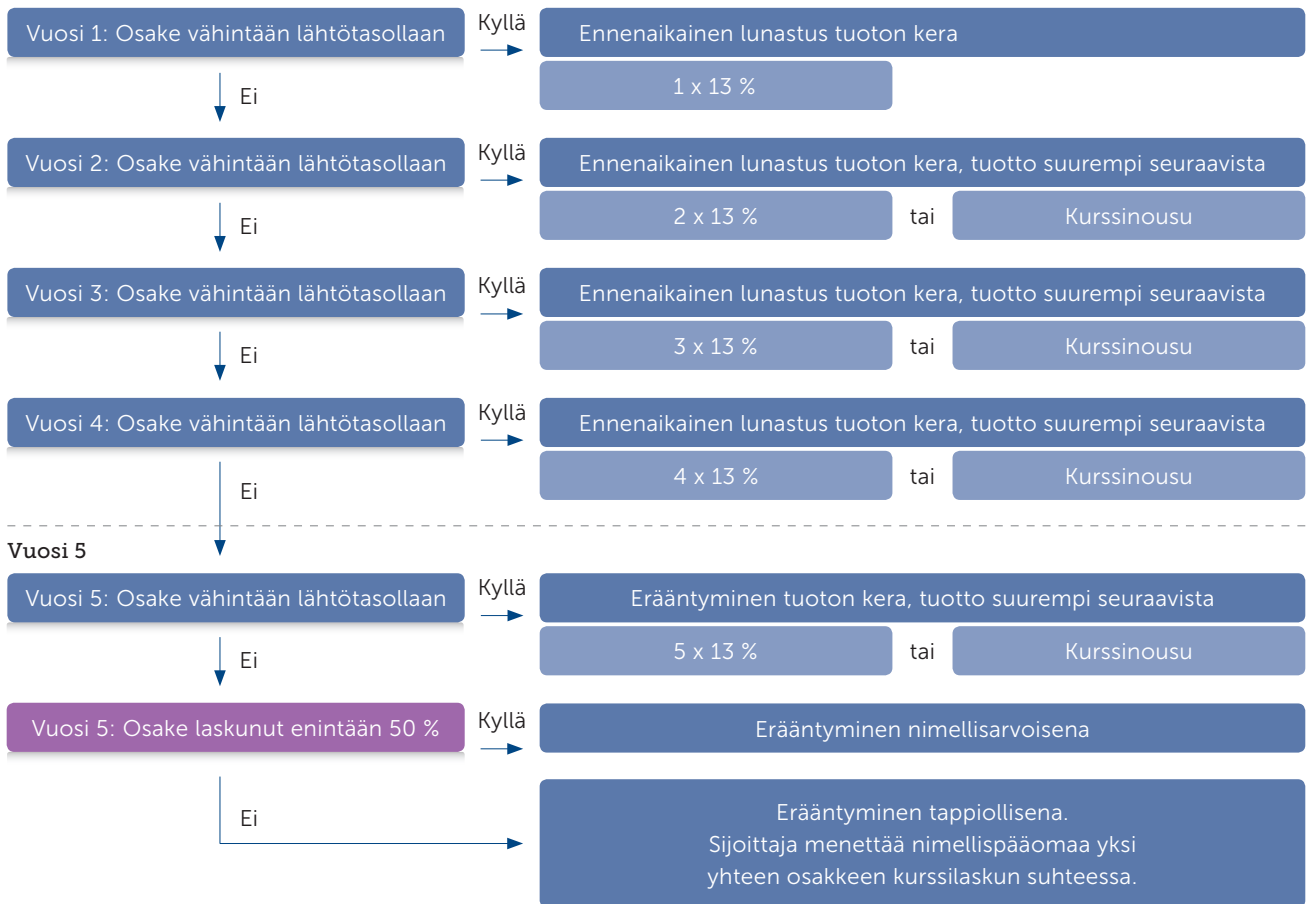 Vuosi 1: Osake vähintään lähtötasollaan
Kyllä
Ennenaikainen lunastus tuoton kera
1 x 13 %
Ei
Vuosi 2: Osake vähintään lähtötasollaan
Kyllä
Ennenaikainen lunastus tuoton kera, tuotto suurempi seuraavista
2 x 13 %
tai
Kurssinousu
Ei
Vuosi 3: Osake vähintään lähtötasollaan
Kyllä
Ennenaikainen lunastus tuoton kera, tuotto suurempi seuraavista
3 x 13 %
tai
Kurssinousu
Ei
Vuosi 4: Osake vähintään lähtötasollaan
Kyllä
Ennenaikainen lunastus tuoton kera, tuotto suurempi seuraavista
4 x 13 %
tai
Kurssinousu
Ei
Vuosi 5
Vuosi 5: Osake vähintään lähtötasollaan
Kyllä
Erääntyminen tuoton kera, tuotto suurempi seuraavista
5 x 13 %
tai
Kurssinousu
Ei
Vuosi 5: Osake laskunut enintään 50 %
Kyllä
Erääntyminen nimellisarvoisena
Ei
Erääntyminen tappiollisena.
Sijoittaja menettää nimellispääomaa yksi
yhteen osakkeen kurssilaskun suhteessa.